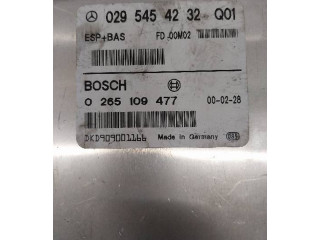 029 545 42 32 Q01
ESP+BAS FD :00M02
BOSCH
0 265 109 477 00-02-28
DKD909001166 Made in Germany